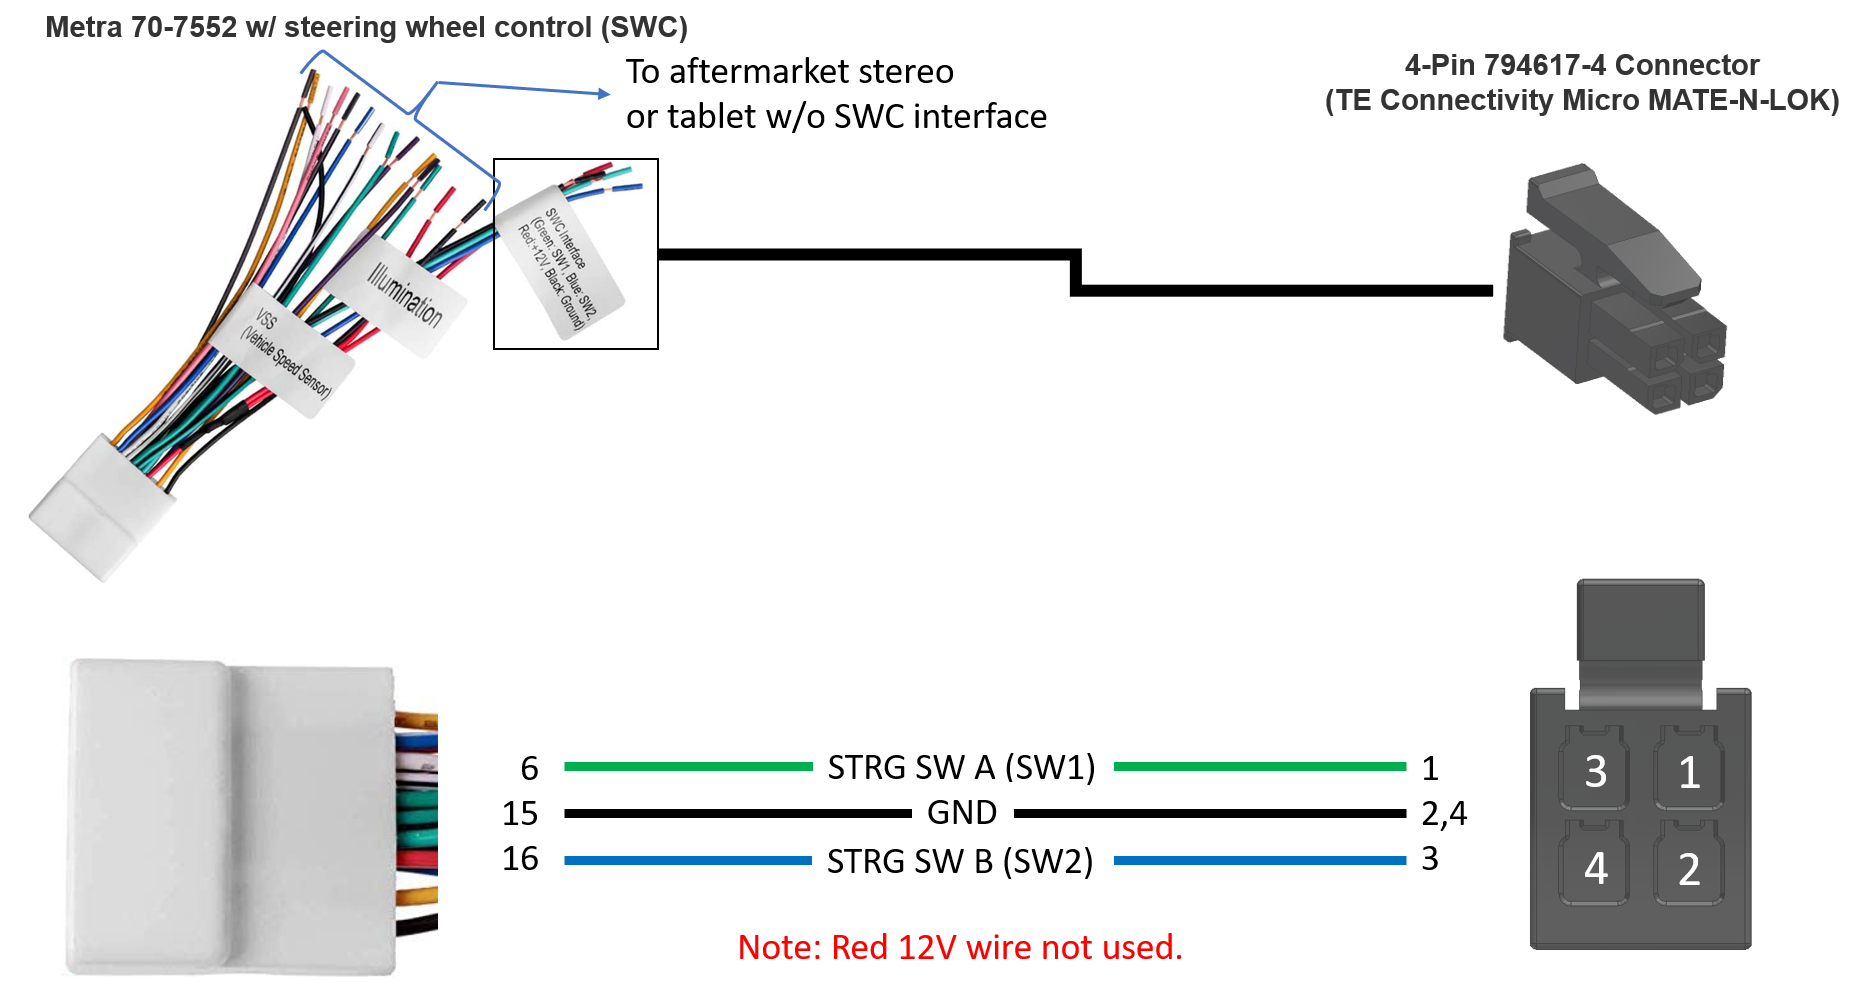 Metra 70-7552 w/ steering wheel control (SWC)
To aftermarket stereo
or tablet w/o SWC interface
4-Pin 794617-4 Connector
(TE Connectivity Micro MATE-N-LOK)
SWC Interface
(Green: SW1, Blue: SW2,
Red:+12V, Black: Ground)
Illumination
VSS
(Vehicle Speed Sensor)
6 STRG SW A (SW1) 1
15 GND 2,4
16 STRG SW B (SW2) 3
Note: Red 12V wire not used.
3 1
4 2